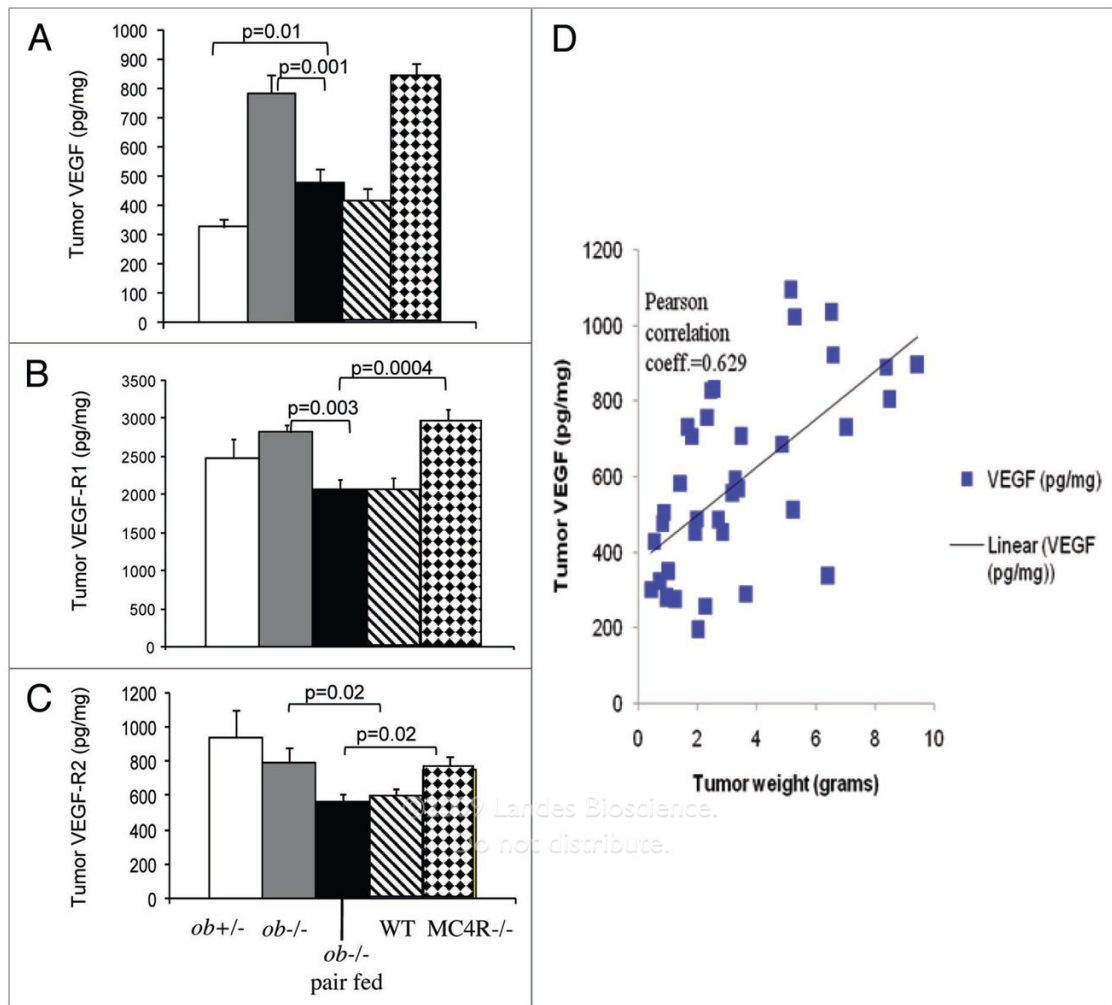 A
Tumor VEGF (pg/mg)
1000
900
800
700
600
500
400
300
200
100
0
p=0.01
p=0.001
B
Tumor VEGF-R1 (pg/mg)
3500
3000
2500
2000
1500
1000
500
0
p=0.003
p=0.0004
C
Tumor VEGF-R2 (pg/mg)
1200
1000
800
600
400
200
0
p=0.02
p=0.02
ob+/-
ob-/-
ob-/-
pair fed
WT
MC4R-/-
D
Tumor VEGF (pg/mg)
1200
1000
800
600
400
200
0
Pearson
correlation
coeff.=0.629
0 2 4 6 8 10
Tumor weight (grams)
VEGF (pg/mg)
Linear (VEGF
(pg/mg))
9 Landes Bioscience.
not distribute.